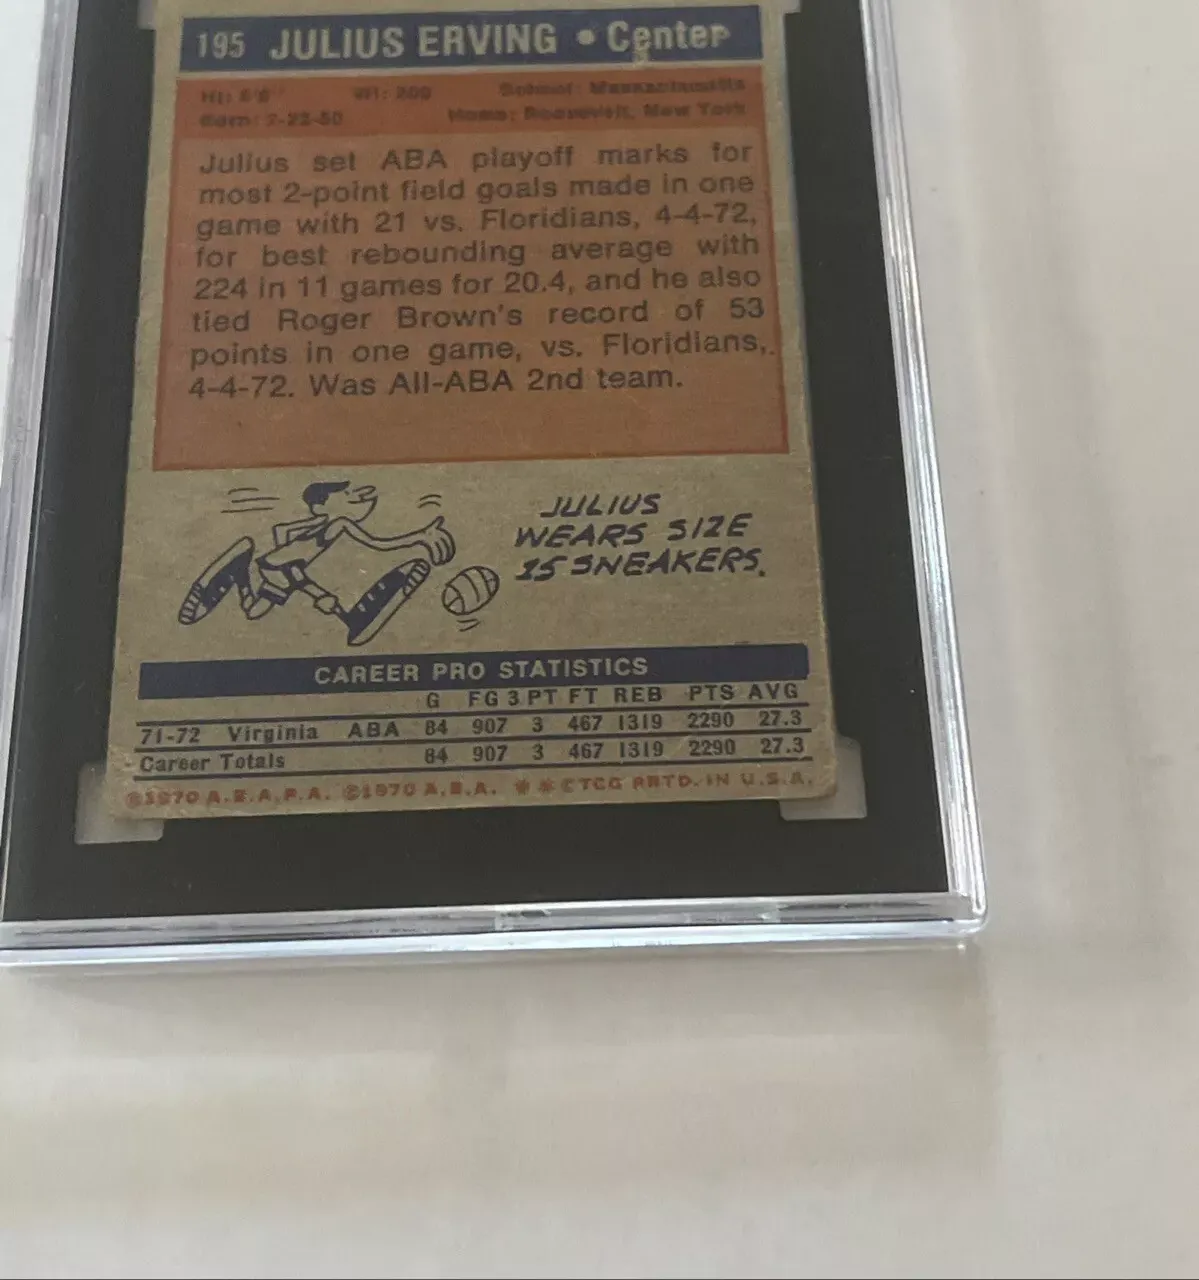 195 JULIUS ERVING • Center
Ht: 6'6" Wt: 200 School: Massachusetts
Born: 2-22-50 Home: Roosevelt, New York
Julius set ABA playoff marks for
most 2-point field goals made in one
game with 21 vs. Floridians, 4-4-72,
for best rebounding average with
224 in 11 games for 20.4, and he also
tied Roger Brown's record of 53
points in one game, vs. Floridians,
4-4-72. Was All-ABA 2nd team.
JULIUS
WEARS SIZE
15 SNEAKERS.
CAREER PRO STATISTICS
G FG 3 PT FT REB PTS AVG
71-72 Virginia ABA 84 907 3 467 1319 2290 27.3
Career Totals 84 907 3 467 1319 2290 27.3
©1970 A.B.A.P.A. ©1970 A.B.A. ✱ ✱ © TCG PRTD. IN U.S.A.